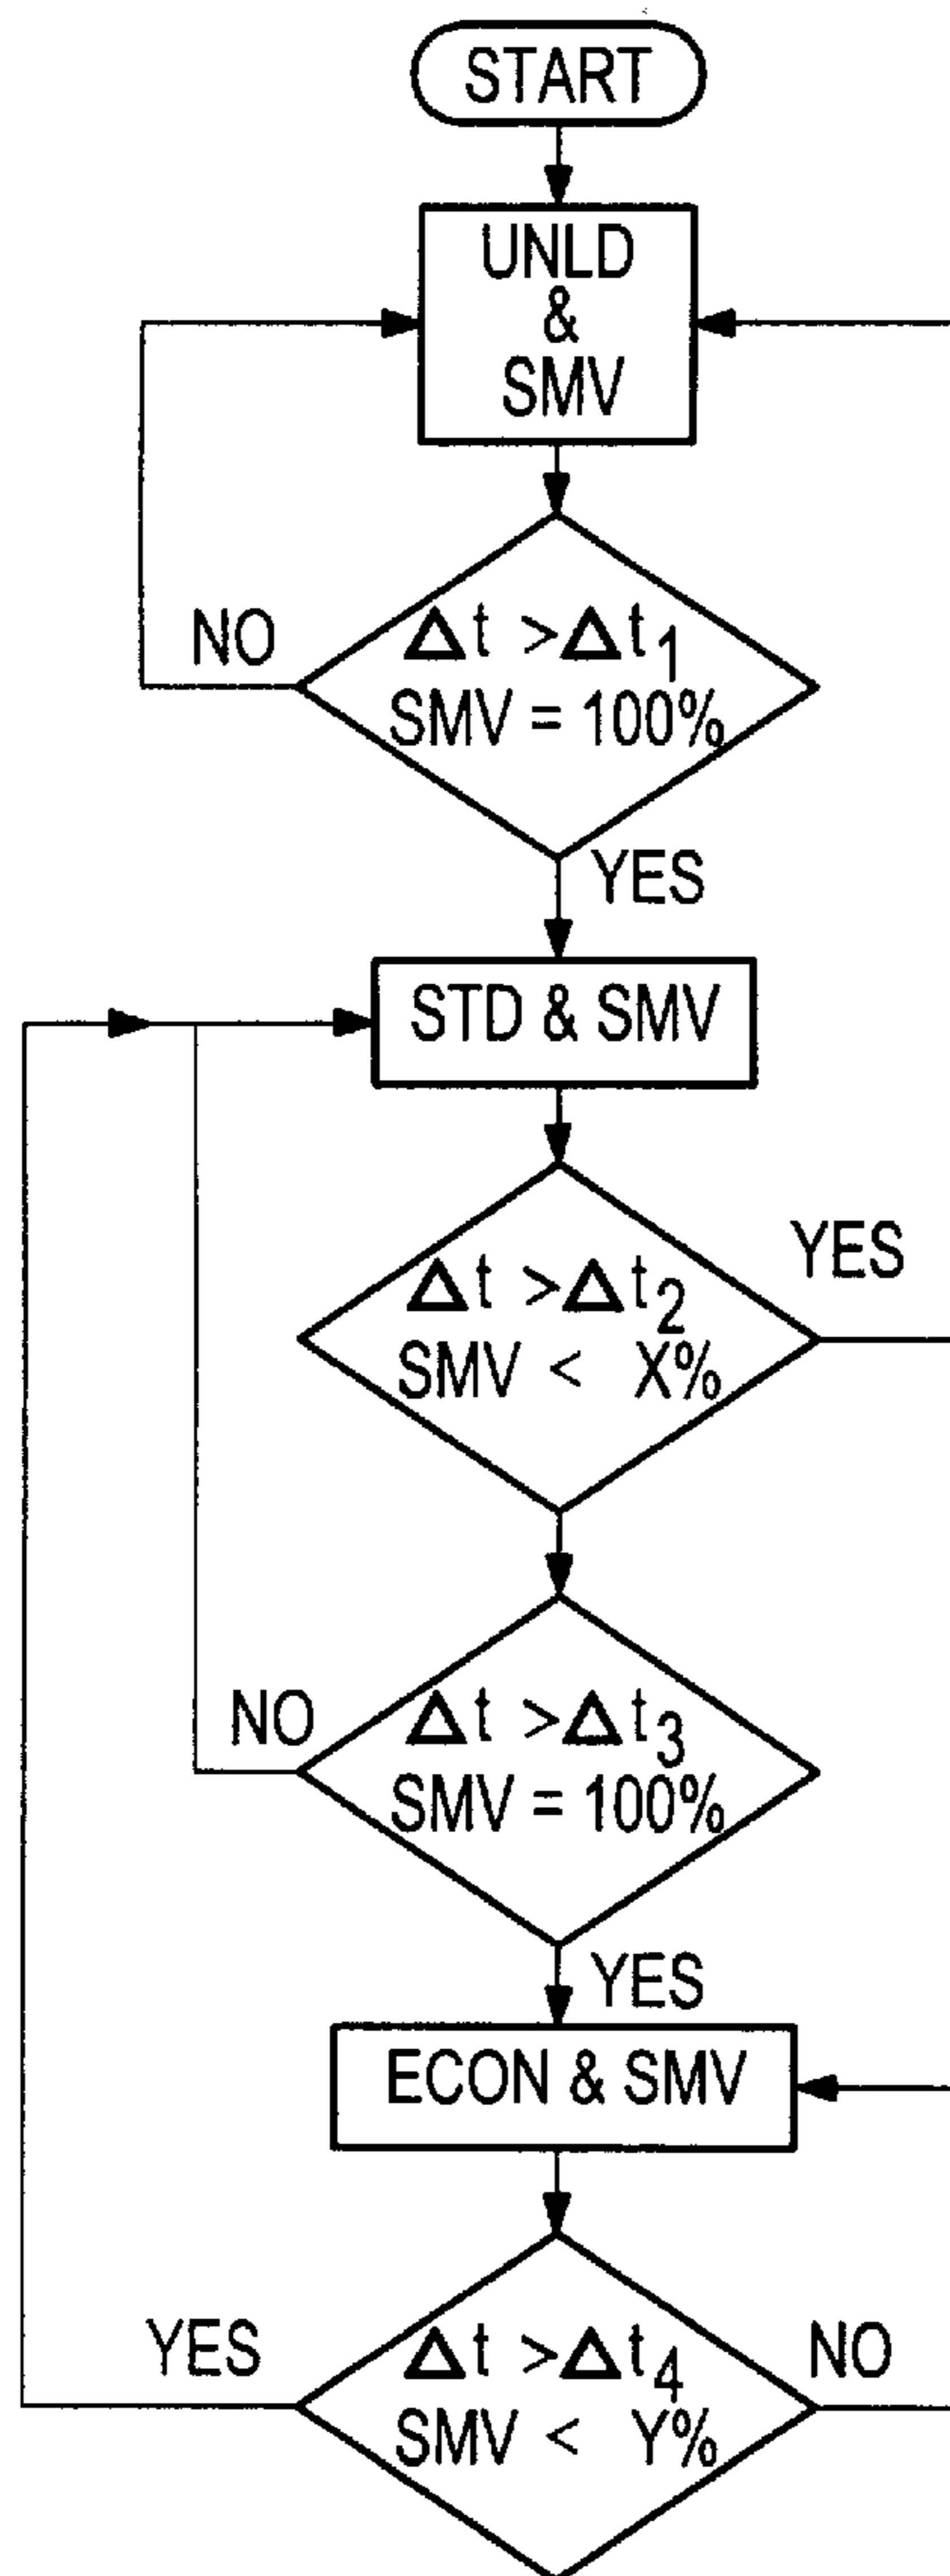 START
UNLD
&
SMV
NO
Δt >Δt1
SMV = 100%
YES
STD & SMV
YES
Δt >Δt2
SMV < X%
NO
Δt >Δt3
SMV = 100%
YES
ECON & SMV
YES
Δt >Δt4
SMV < Y%
NO